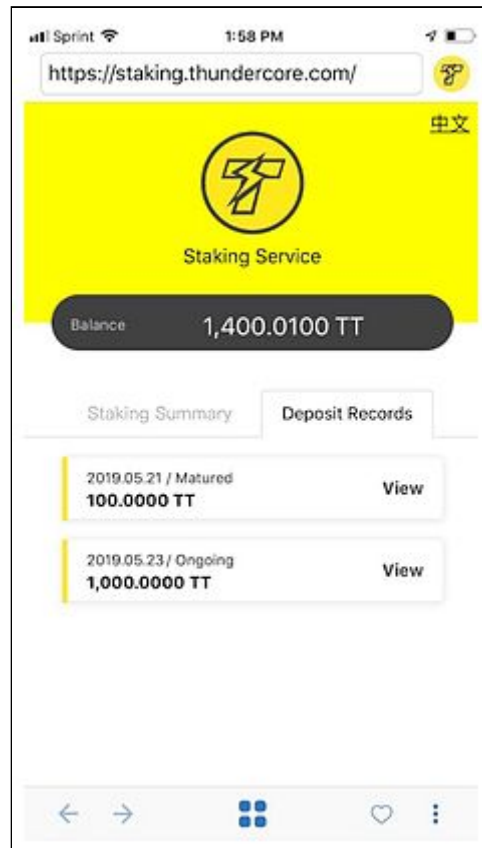 Sprint 1:58 PM
https://staking.thundercore.com/
中文
Staking Service
Balance 1,400.0100 TT
Staking Summary Deposit Records
2019.05.21 / Matured
100.0000 TT View
2019.05.23 / Ongoing
1,000.0000 TT View